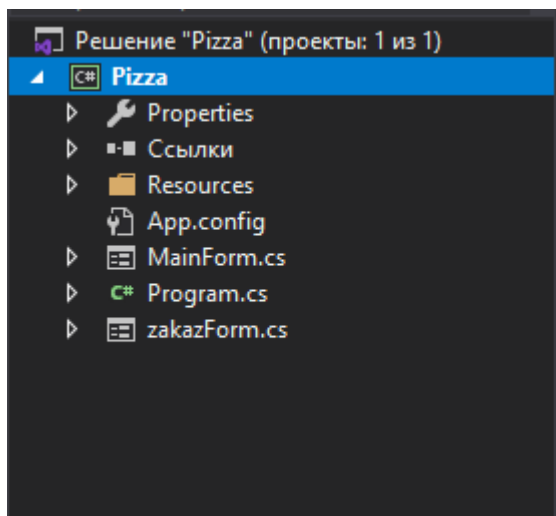 Решение "Pizza" (проекты: 1 из 1)
C# Pizza
Properties
Ссылки
Resources
App.config
MainForm.cs
C# Program.cs
zakazForm.cs